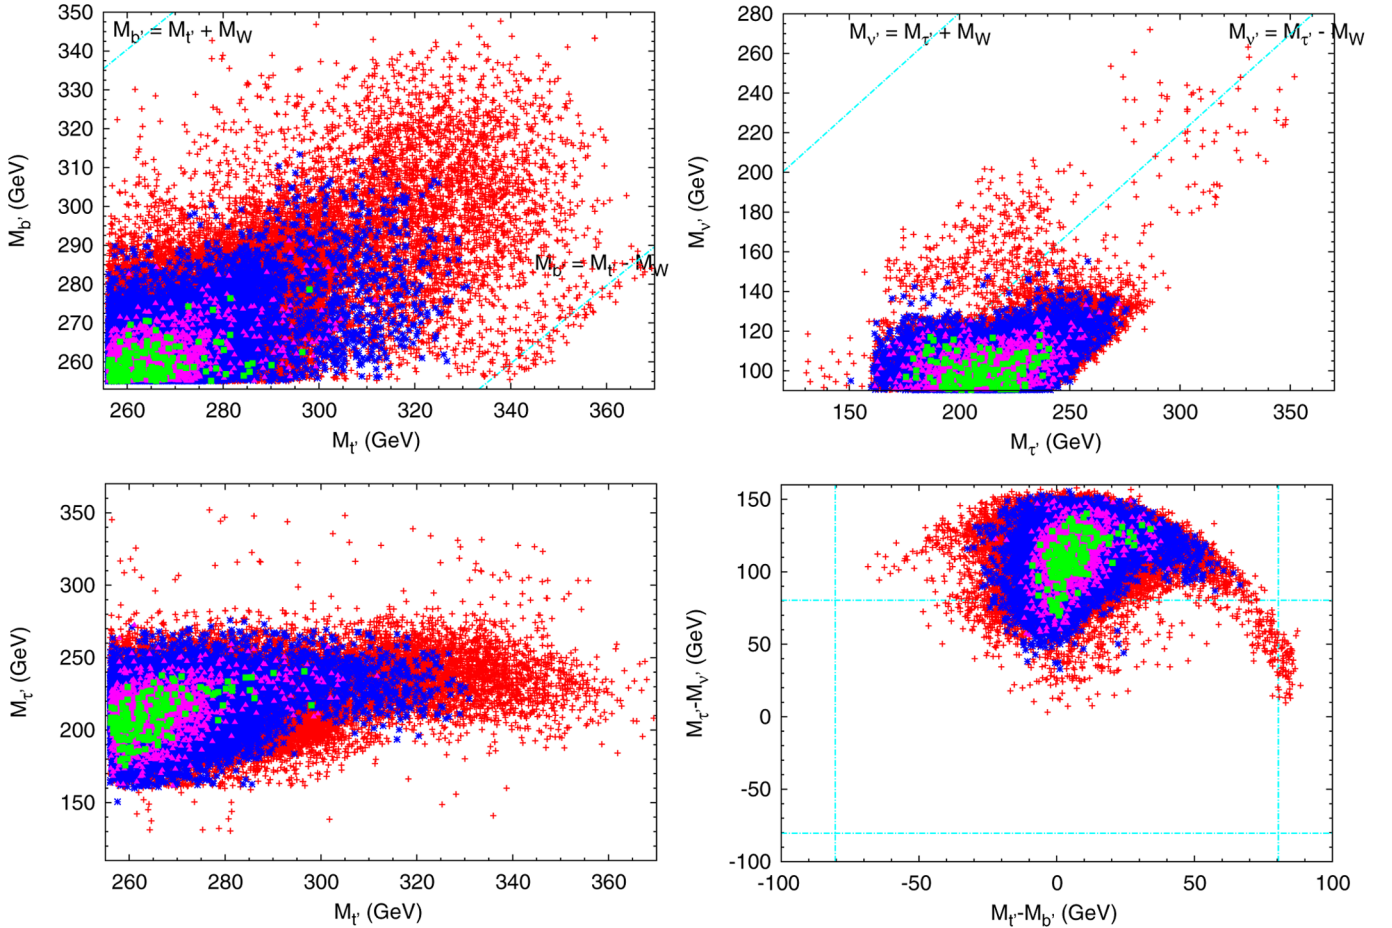 350
340
330
320
310
300
290
280
270
260
M_b' (GeV)
M_b' = M_t' + M_W
M_b' = M_t' - M_W
260 280 300 320 340 360
M_t' (GeV)
280
260
240
220
200
180
160
140
120
100
M_ν' (GeV)
M_ν' = M_τ' + M_W
M_ν' = M_τ' - M_W
150 200 250 300 350
M_τ' (GeV)
350
300
250
200
150
M_τ' (GeV)
260 280 300 320 340 360
M_t' (GeV)
150
100
50
0
-50
-100
M_τ'-M_ν' (GeV)
-100 -50 0 50 100
M_t'-M_b' (GeV)